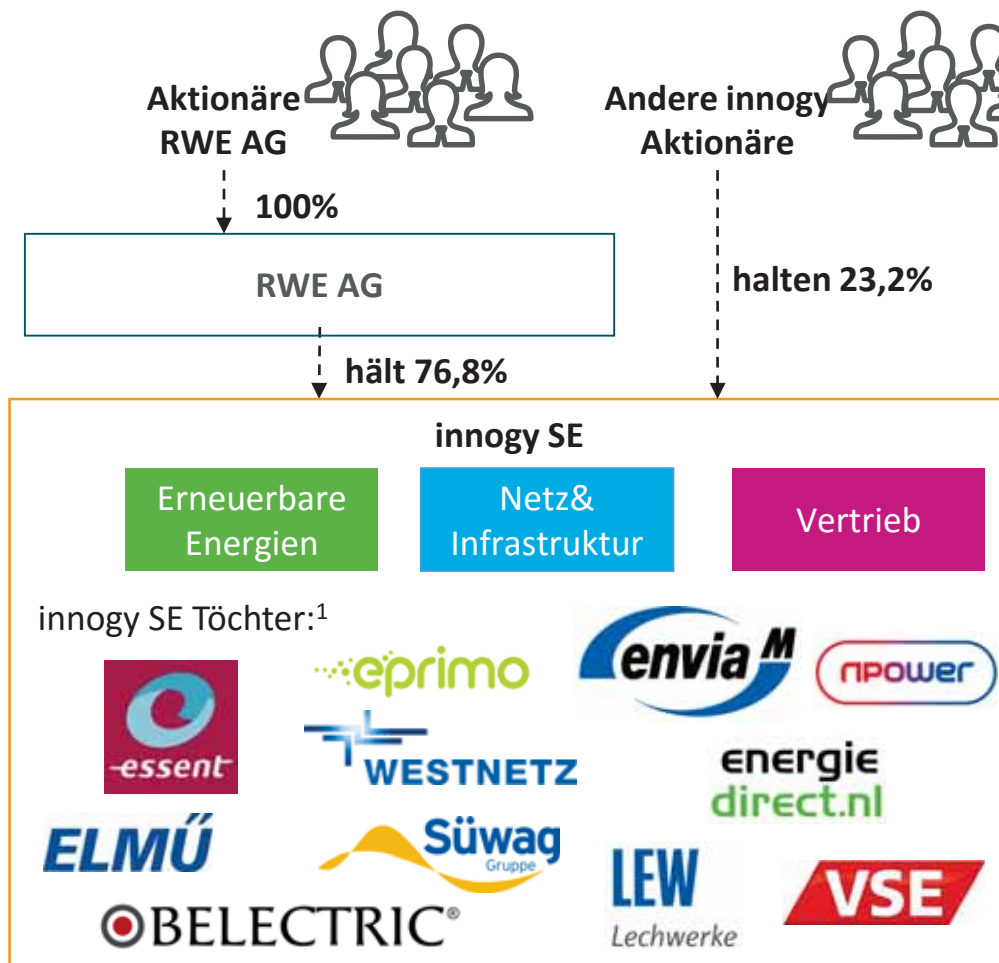 Aktionäre
RWE AG
Andere innogy
Aktionäre
100%
RWE AG
halten 23,2%
hält 76,8%
innogy SE
Erneuerbare
Energien
Netz&
Infrastruktur
Vertrieb
innogy SE Töchter:¹
essent
eprimo
envia M
npower
WESTNETZ
energie
direct.nl
ELMŰ
Süwag
Gruppe
LEW
Lechwerke
VSE
BELECTRIC®